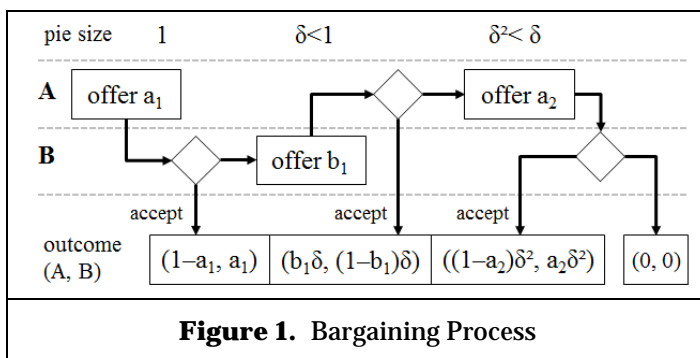 pie size 1 δ<1 δ²< δ
A offer a₁ offer a₂
B offer b₁
accept accept accept
outcome (A, B) (1–a₁, a₁) (b₁δ, (1–b₁)δ) ((1–a₂)δ², a₂δ²) (0, 0)
Figure 1. Bargaining Process